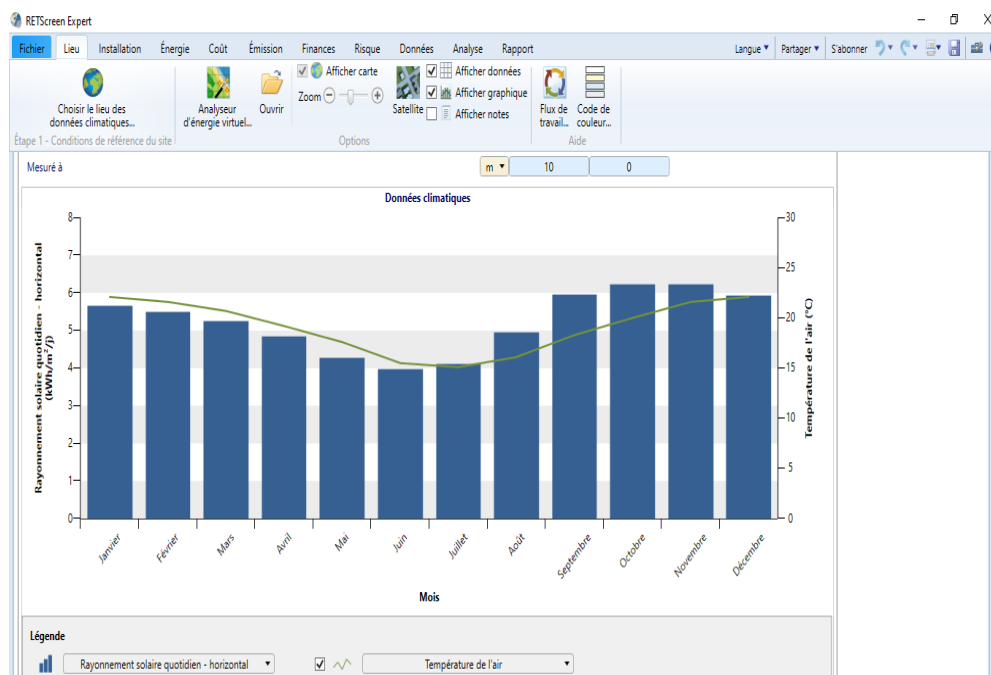 RETScreen Expert
Fichier Lieu Installation Énergie Coût Émission Finances Risque Données Analyse Rapport Langue Partager S'abonner
Choisir le lieu des
données climatiques...
Étape 1 - Conditions de référence du site
Analyseur
d'énergie virtuel...
Ouvrir
Afficher carte
Zoom
Satellite
Afficher données
Afficher graphique
Afficher notes
Options
Flux de
travail...
Code de
couleur...
Aide
Mesuré à m 10 0
Données climatiques
Rayonnement solaire quotidien - horizontal
(kWh/m²/j)
8
7
6
5
4
3
2
1
0
30
25
20
15
10
5
0
Température de l'air (°C)
Janvier Février Mars Avril Mai Juin Juillet Août Septembre Octobre Novembre Décembre
Mois
Légende
Rayonnement solaire quotidien - horizontal Température de l'air